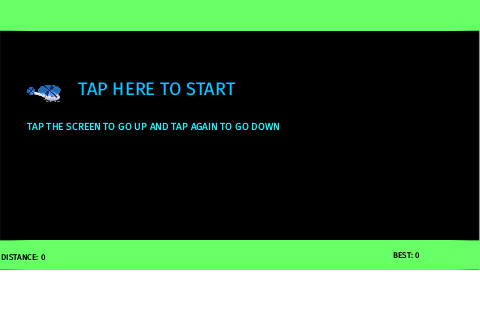 TAP HERE TO START
TAP THE SCREEN TO GO UP AND TAP AGAIN TO GO DOWN
DISTANCE: 0
BEST: 0